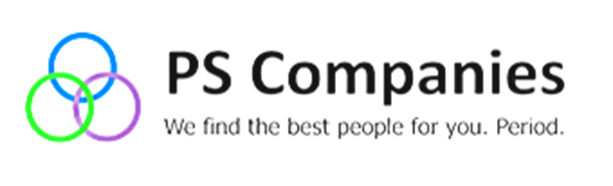 PS Companies
We find the best people for you. Period.